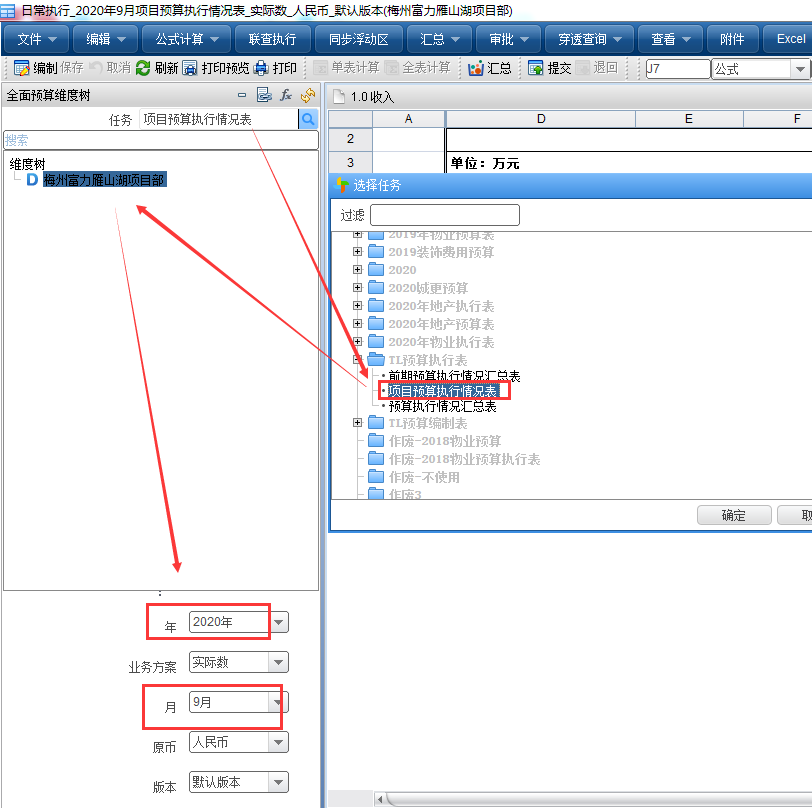 日常执行_2020年9月项目预算执行情况表_实际数_人民币_默认版本(梅州富力雁山湖项目部)
文件 编辑 公式计算 联查执行 同步浮动区 汇总 审批 穿透查询 查看 附件 Excel
编制 保存 取消 刷新 打印预览 打印 单表计算 全表计算 汇总 提交 退回 J7 公式
全面预算维度树
任务 项目预算执行情况表
搜索
维度树
D 梅州富力雁山湖项目部
1.0收入
A D E F
2
3 单位：万元
选择任务
过滤
2019年物业预算表
2019装饰费用预算
2020
2020城更预算
2020年地产执行表
2020年地产预算表
2020年物业执行表
TL预算执行表
前期预算执行情况汇总表
项目预算执行情况表
预算执行情况汇总表
TL预算编制表
作废-2018物业预算
作废-2018物业预算执行表
作废-不使用
作废3
确定 取
年 2020年
业务方案 实际数
月 9月
原币 人民币
版本 默认版本